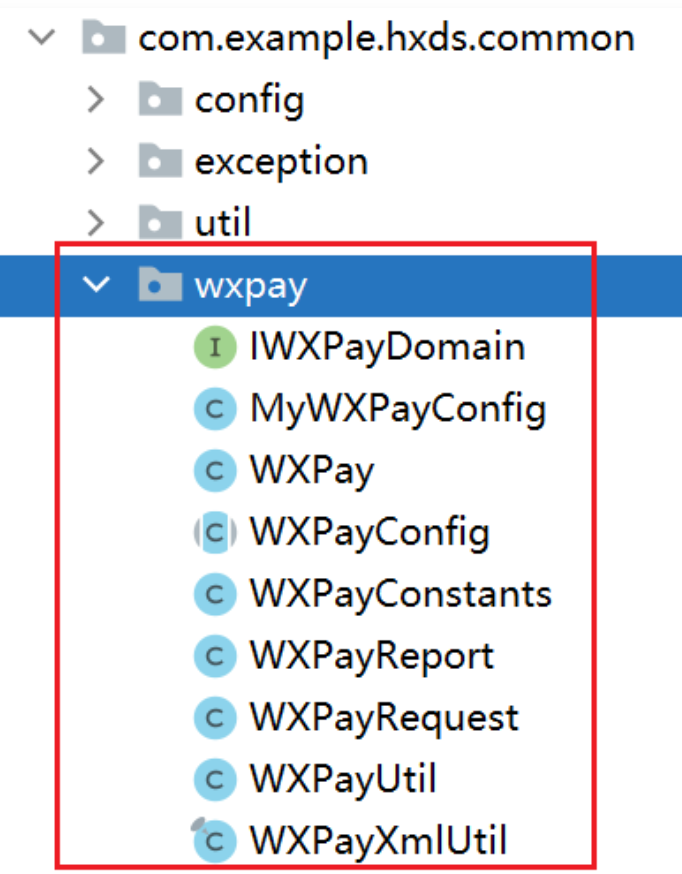 com.example.hxds.common
config
exception
util
wxpay
I IWXPayDomain
C MyWXPayConfig
C WXPay
C WXPayConfig
C WXPayConstants
C WXPayReport
C WXPayRequest
C WXPayUtil
C WXPayXmlUtil